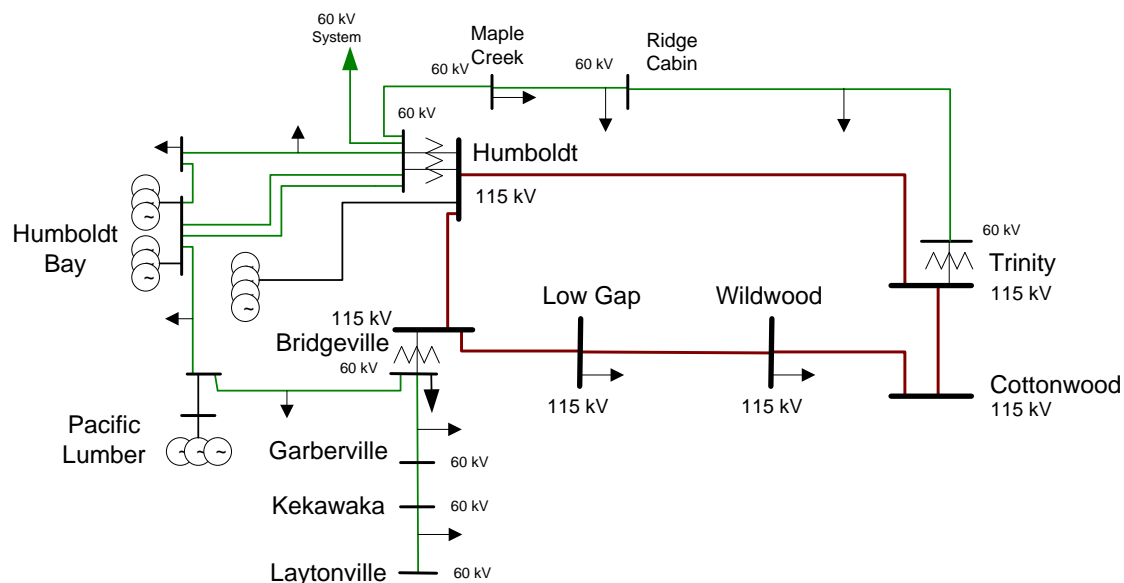 60 kV
System
Maple
Creek
Ridge
Cabin
60 kV
60 kV
60 kV
Humboldt
115 kV
Humboldt
Bay
~
~
~
~
~
~
~
~
60 kV
Trinity
115 kV
Low Gap
Wildwood
115 kV
Bridgeville
60 kV
115 kV
115 kV
Cottonwood
115 kV
Pacific
Lumber
~ ~ ~
Garberville
60 kV
Kekawaka
60 kV
Laytonville
60 kV